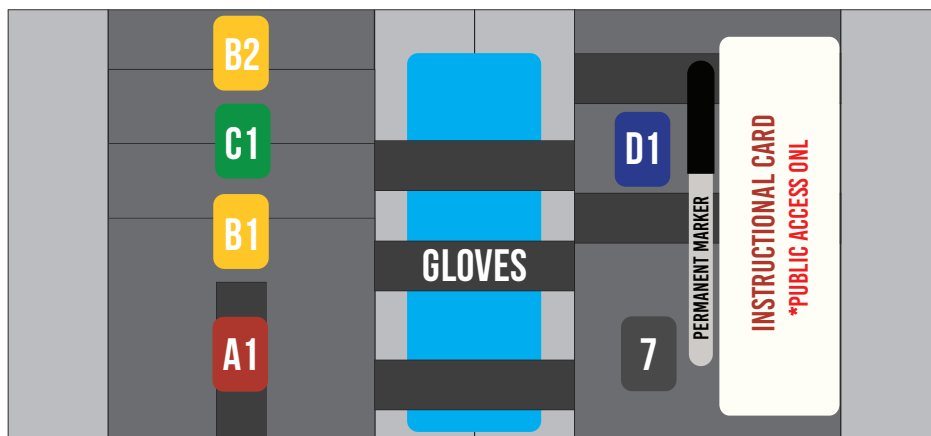 B2
C1
B1
A1
GLOVES
D1
7
PERMANENT MARKER
INSTRUCTIONAL CARD
*PUBLIC ACCESS ONL